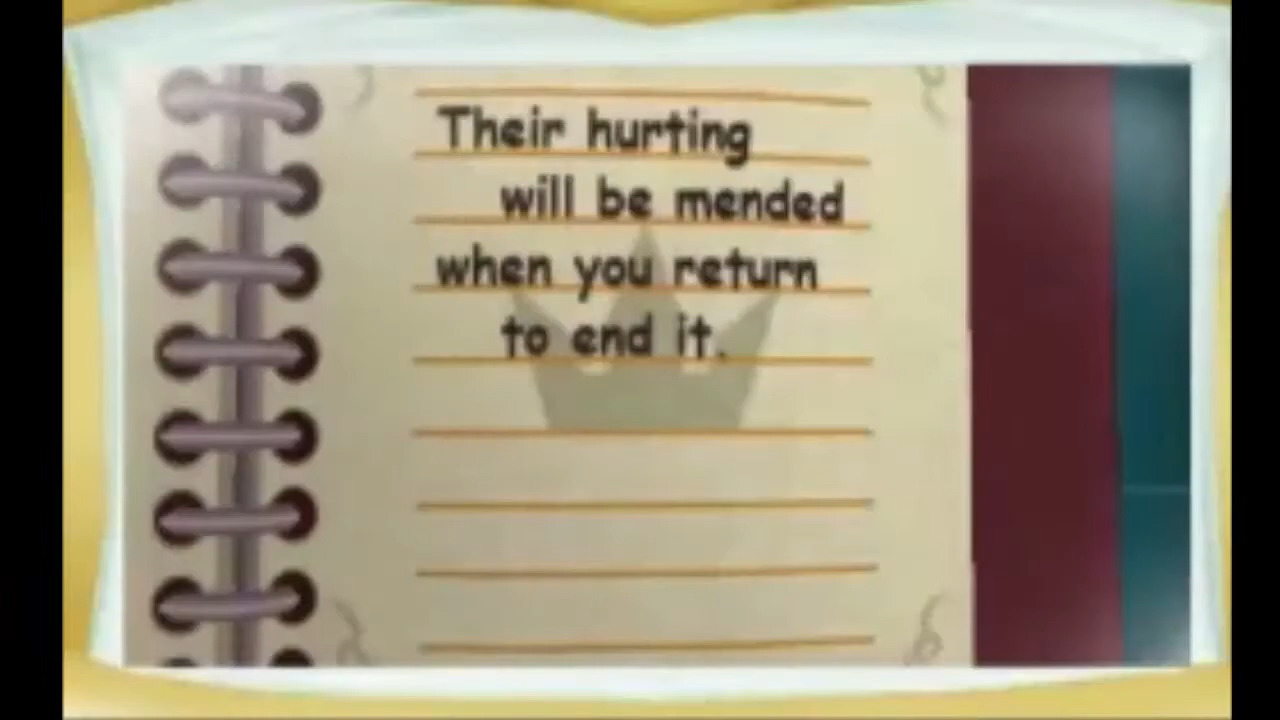 Their hurting
will be mended
when you return
to end it.